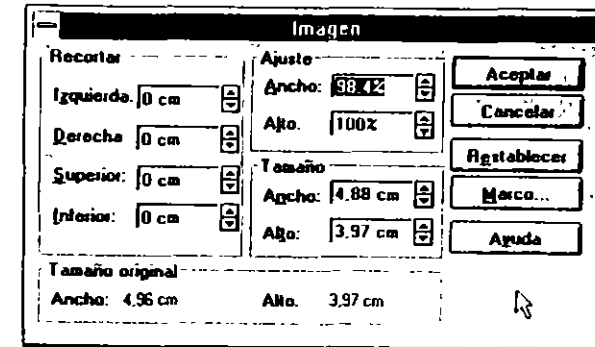 Imagen
Recortar
Izquierda. 0 cm
Derecha 0 cm
Superior: 0 cm
Inferior: 0 cm
Ajuste
Ancho: 98.4%
Alto. 100%
Tamaño
Ancho: 4,88 cm
Alto: 3,97 cm
Aceptar
Cancelar
Restablecer
Marco...
Ayuda
Tamaño original
Ancho: 4,96 cm Alto. 3,97 cm